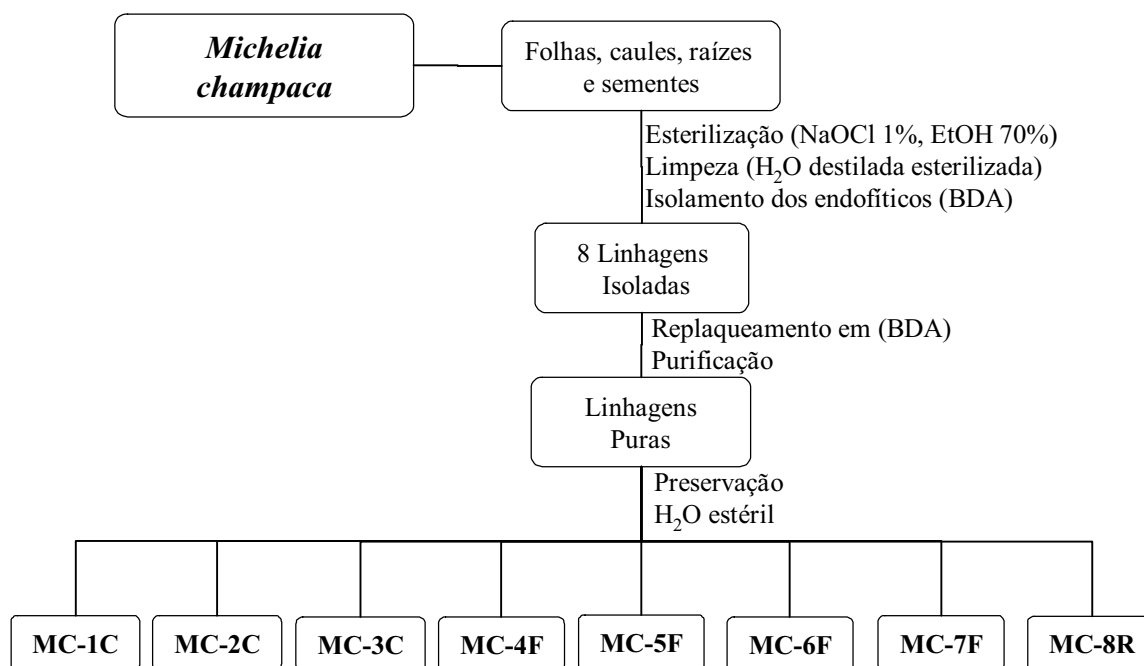 Michelia
champaca
Folhas, caules, raízes
e sementes
Esterilização (NaOCl 1%, EtOH 70%)
Limpeza (H₂O destilada esterilizada)
Isolamento dos endofíticos (BDA)
8 Linhagens
Isoladas
Replaqueamento em (BDA)
Purificação
Linhagens
Puras
Preservação
H₂O estéril
MC-1C
MC-2C
MC-3C
MC-4F
MC-5F
MC-6F
MC-7F
MC-8R